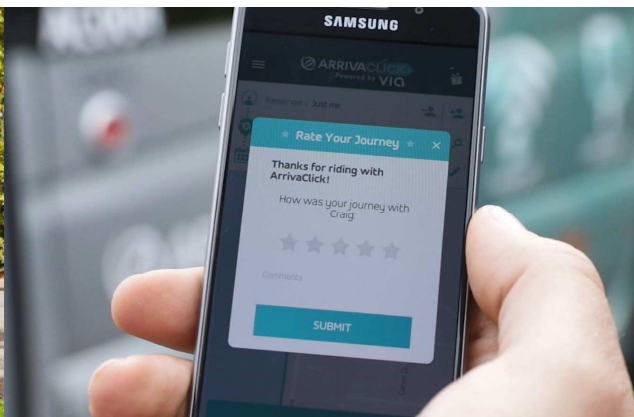 SAMSUNG
ARRIVACLICK
Powered by VIA
Passengers: Just me
Rate Your Journey
Thanks for riding with
ArrivaClick!
How was your journey with
Craig:
Comments
SUBMIT